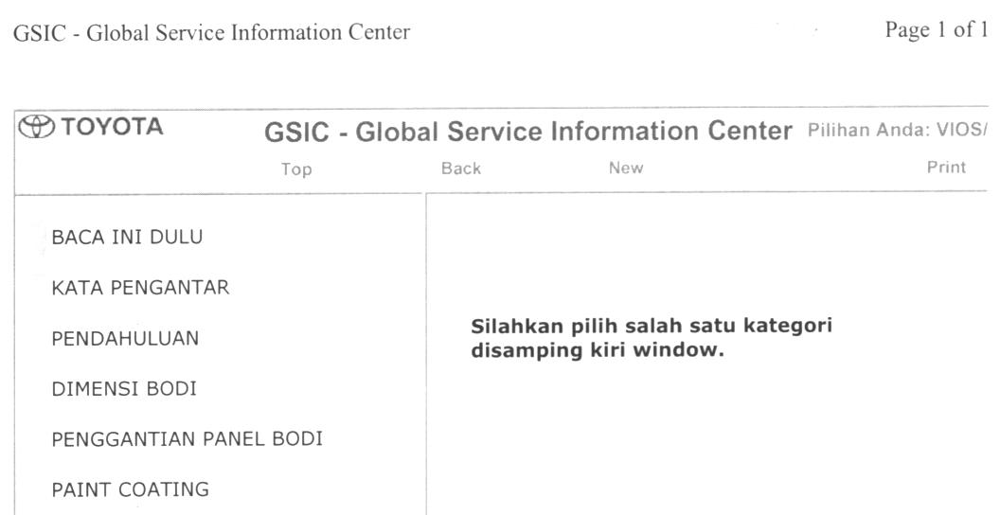 GSIC - Global Service Information Center Page 1 of 1
TOYOTA GSIC - Global Service Information Center Pilihan Anda: VIOS/
Top Back New Print
BACA INI DULU
KATA PENGANTAR
PENDAHULUAN
Silahkan pilih salah satu kategori
disamping kiri window.
DIMENSI BODI
PENGGANTIAN PANEL BODI
PAINT COATING